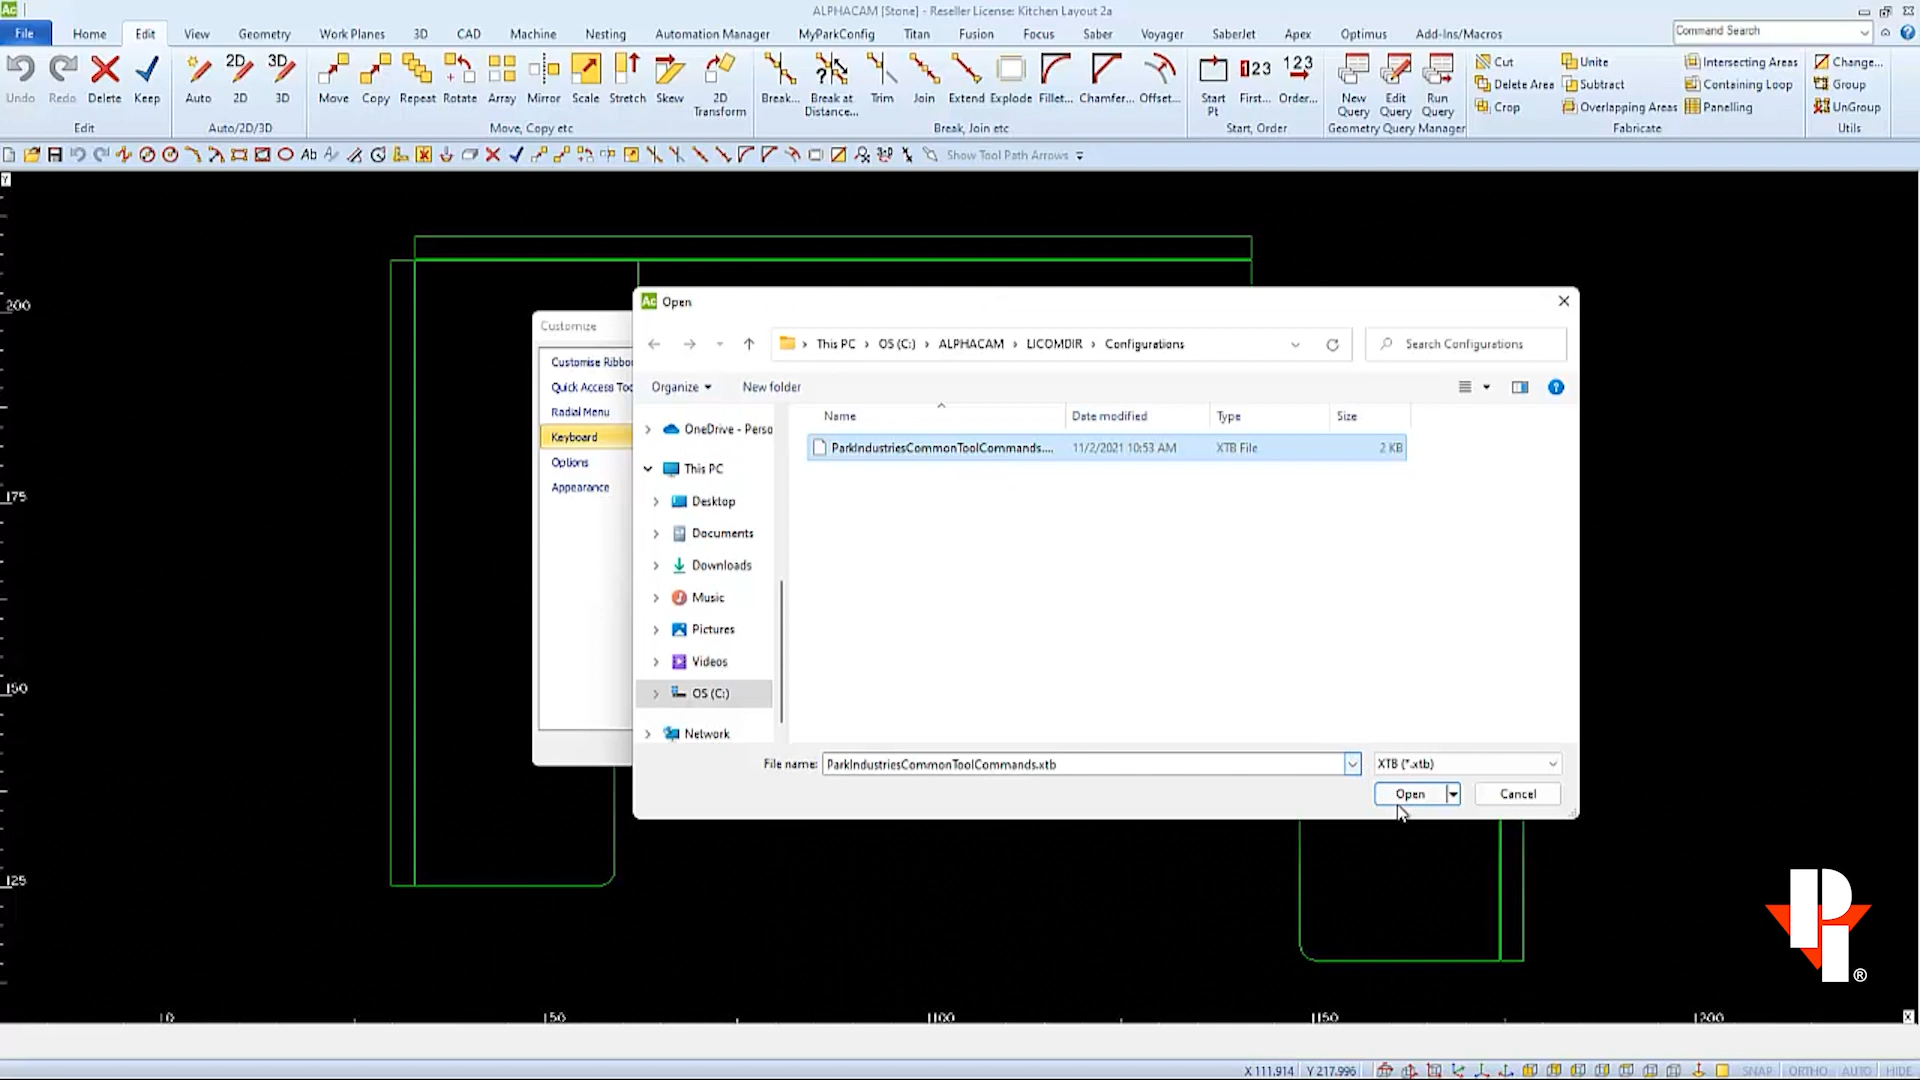 Ac
ALPHACAM [Stone] - Reseller License: Kitchen Layout 2a
File Home Edit View Geometry Work Planes 3D CAD Machine Nesting Automation Manager MyParkConfig Titan Fusion Focus Saber Voyager SaberJet Apex Optimus Add-Ins/Macros Command Search
Undo Redo Delete Keep Auto 2D 3D Move Copy Repeat Rotate Array Mirror Scale Stretch Skew 2D Transform Break... Break at Distance... Trim Join Extend Explode Fillet... Chamfer... Offset... Start Pt First... Order... New Query Edit Query Run Query
Cut Unite Intersecting Areas Change...
Delete Area Subtract Containing Loop Group
Crop Overlapping Areas Panelling UnGroup
Edit Auto/2D/3D Move, Copy etc Break, Join etc Start, Order Geometry Query Manager Fabricate Utils
Show Tool Path Arrows
Y
200
175
150
125
Customize
Customise Ribbo
Quick Access Too
Radial Menu
Keyboard
Options
Appearance
Ac Open
This PC › OS (C:) › ALPHACAM › LICOMDIR › Configurations
Search Configurations
Organize New folder
Name Date modified Type Size
ParkIndustriesCommonToolCommands.... 11/2/2021 10:53 AM XTB File 2 KB
OneDrive - Perso
This PC
Desktop
Documents
Downloads
Music
Pictures
Videos
OS (C:)
Network
File name: ParkIndustriesCommonToolCommands.xtb XTB (*.xtb)
Open Cancel
PI ®
0 50 100 150 200 X
X 111.914 Y 217.996 SNAP ORTHO AUTO HIDE